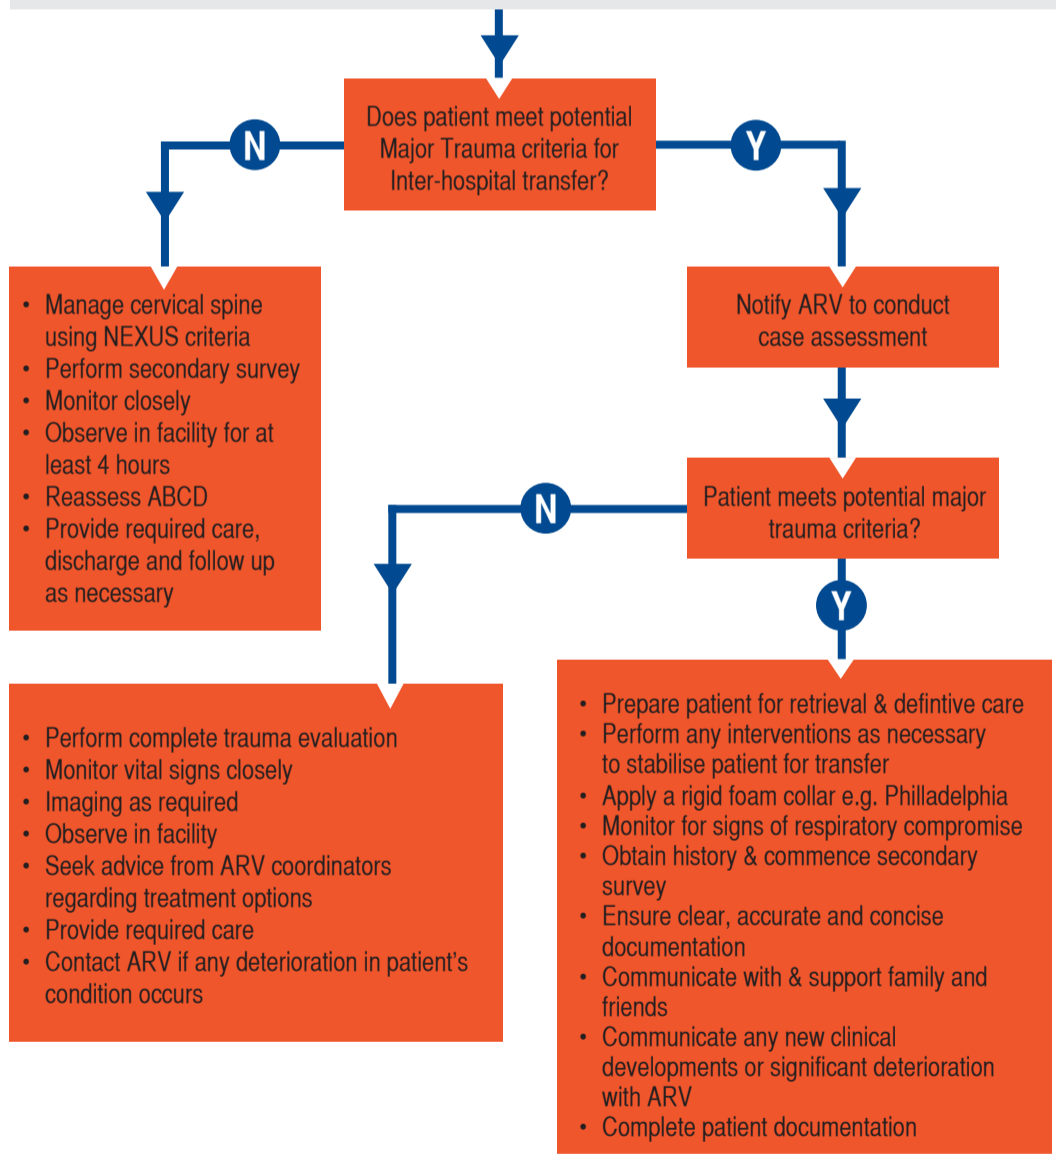 Does patient meet potential
Major Trauma criteria for
Inter-hospital transfer?
N
Y
• Manage cervical spine
using NEXUS criteria
• Perform secondary survey
• Monitor closely
• Observe in facility for at
least 4 hours
• Reassess ABCD
• Provide required care,
discharge and follow up
as necessary
Notify ARV to conduct
case assessment
Patient meets potential major
trauma criteria?
N
Y
• Perform complete trauma evaluation
• Monitor vital signs closely
• Imaging as required
• Observe in facility
• Seek advice from ARV coordinators
regarding treatment options
• Provide required care
• Contact ARV if any deterioration in patient's
condition occurs
• Prepare patient for retrieval & defintive care
• Perform any interventions as necessary
to stabilise patient for transfer
• Apply a rigid foam collar e.g. Philladelphia
• Monitor for signs of respiratory compromise
• Obtain history & commence secondary
survey
• Ensure clear, accurate and concise
documentation
• Communicate with & support family and
friends
• Communicate any new clinical
developments or significant deterioration
with ARV
• Complete patient documentation